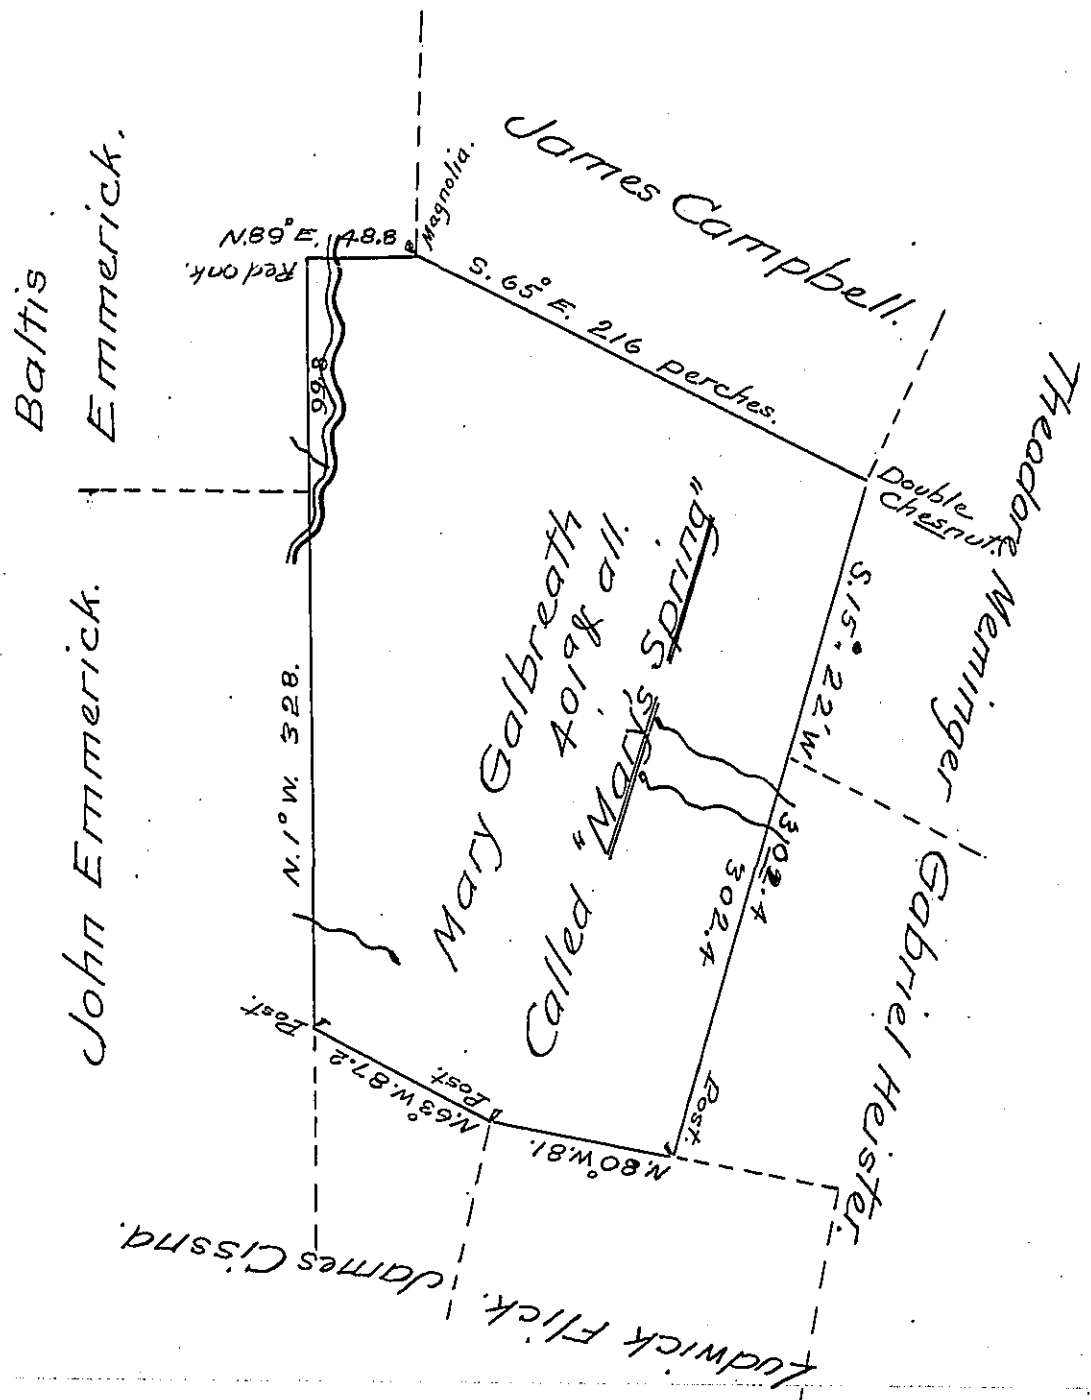 Baltis
Emmerick.
John Emmerick.
James Campbell.
Theodore Memminger
Gabriel Heister.
Ludwick Flick.
James Cissna.
N.89°E. 48.8
Red oak.
Magnolia.
S. 65° E. 216 perches.
Double
Chesnut.
S.15°.22'W
302.4
302.4
Post.
N.80°W.81.
Post.
N.63°W.87.2
Post.
N.1°W. 328.
99.8
Mary Galbreath
401 a & all.
Called "Mary's Spring"